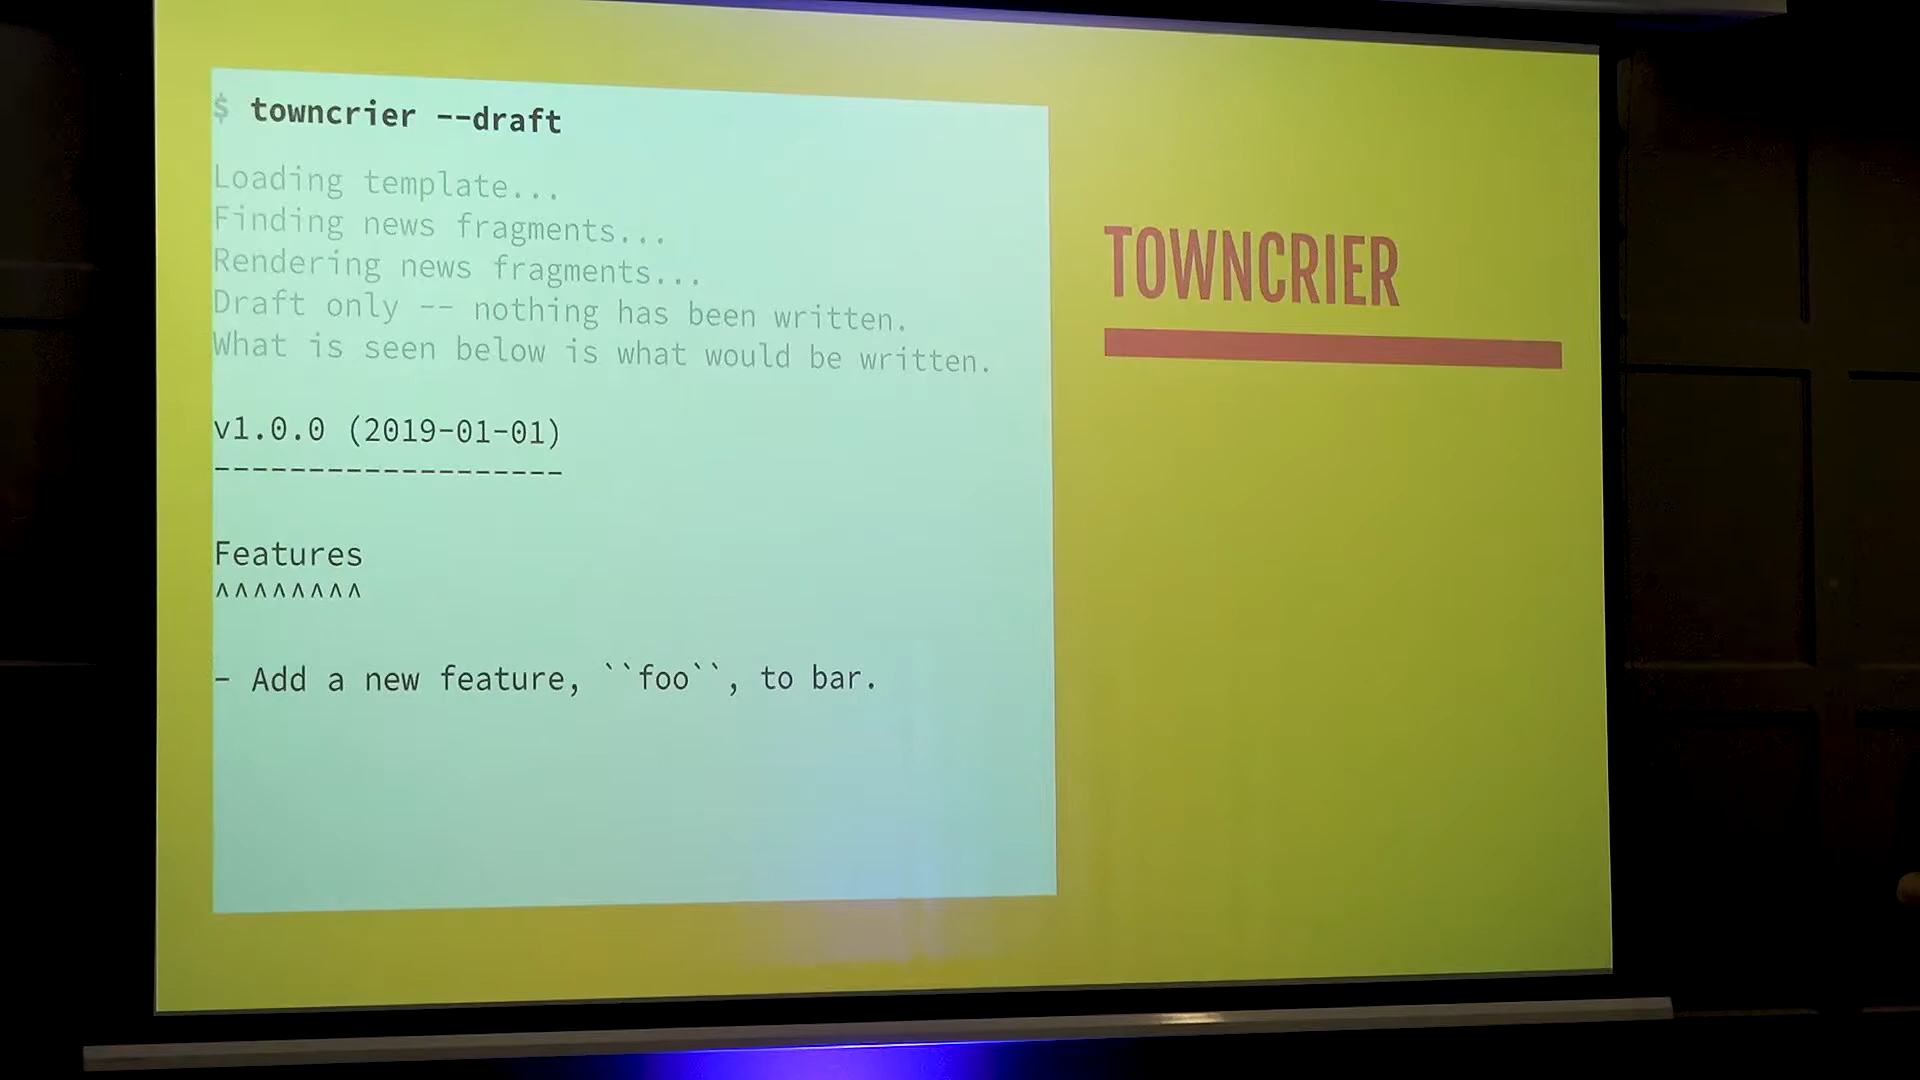 $ towncrier --draft
Loading template...
Finding news fragments...
Rendering news fragments...
Draft only -- nothing has been written.
What is seen below is what would be written.
v1.0.0 (2019-01-01)
-------------------
Features
^^^^^^^^
- Add a new feature, ``foo``, to bar.
TOWNCRIER